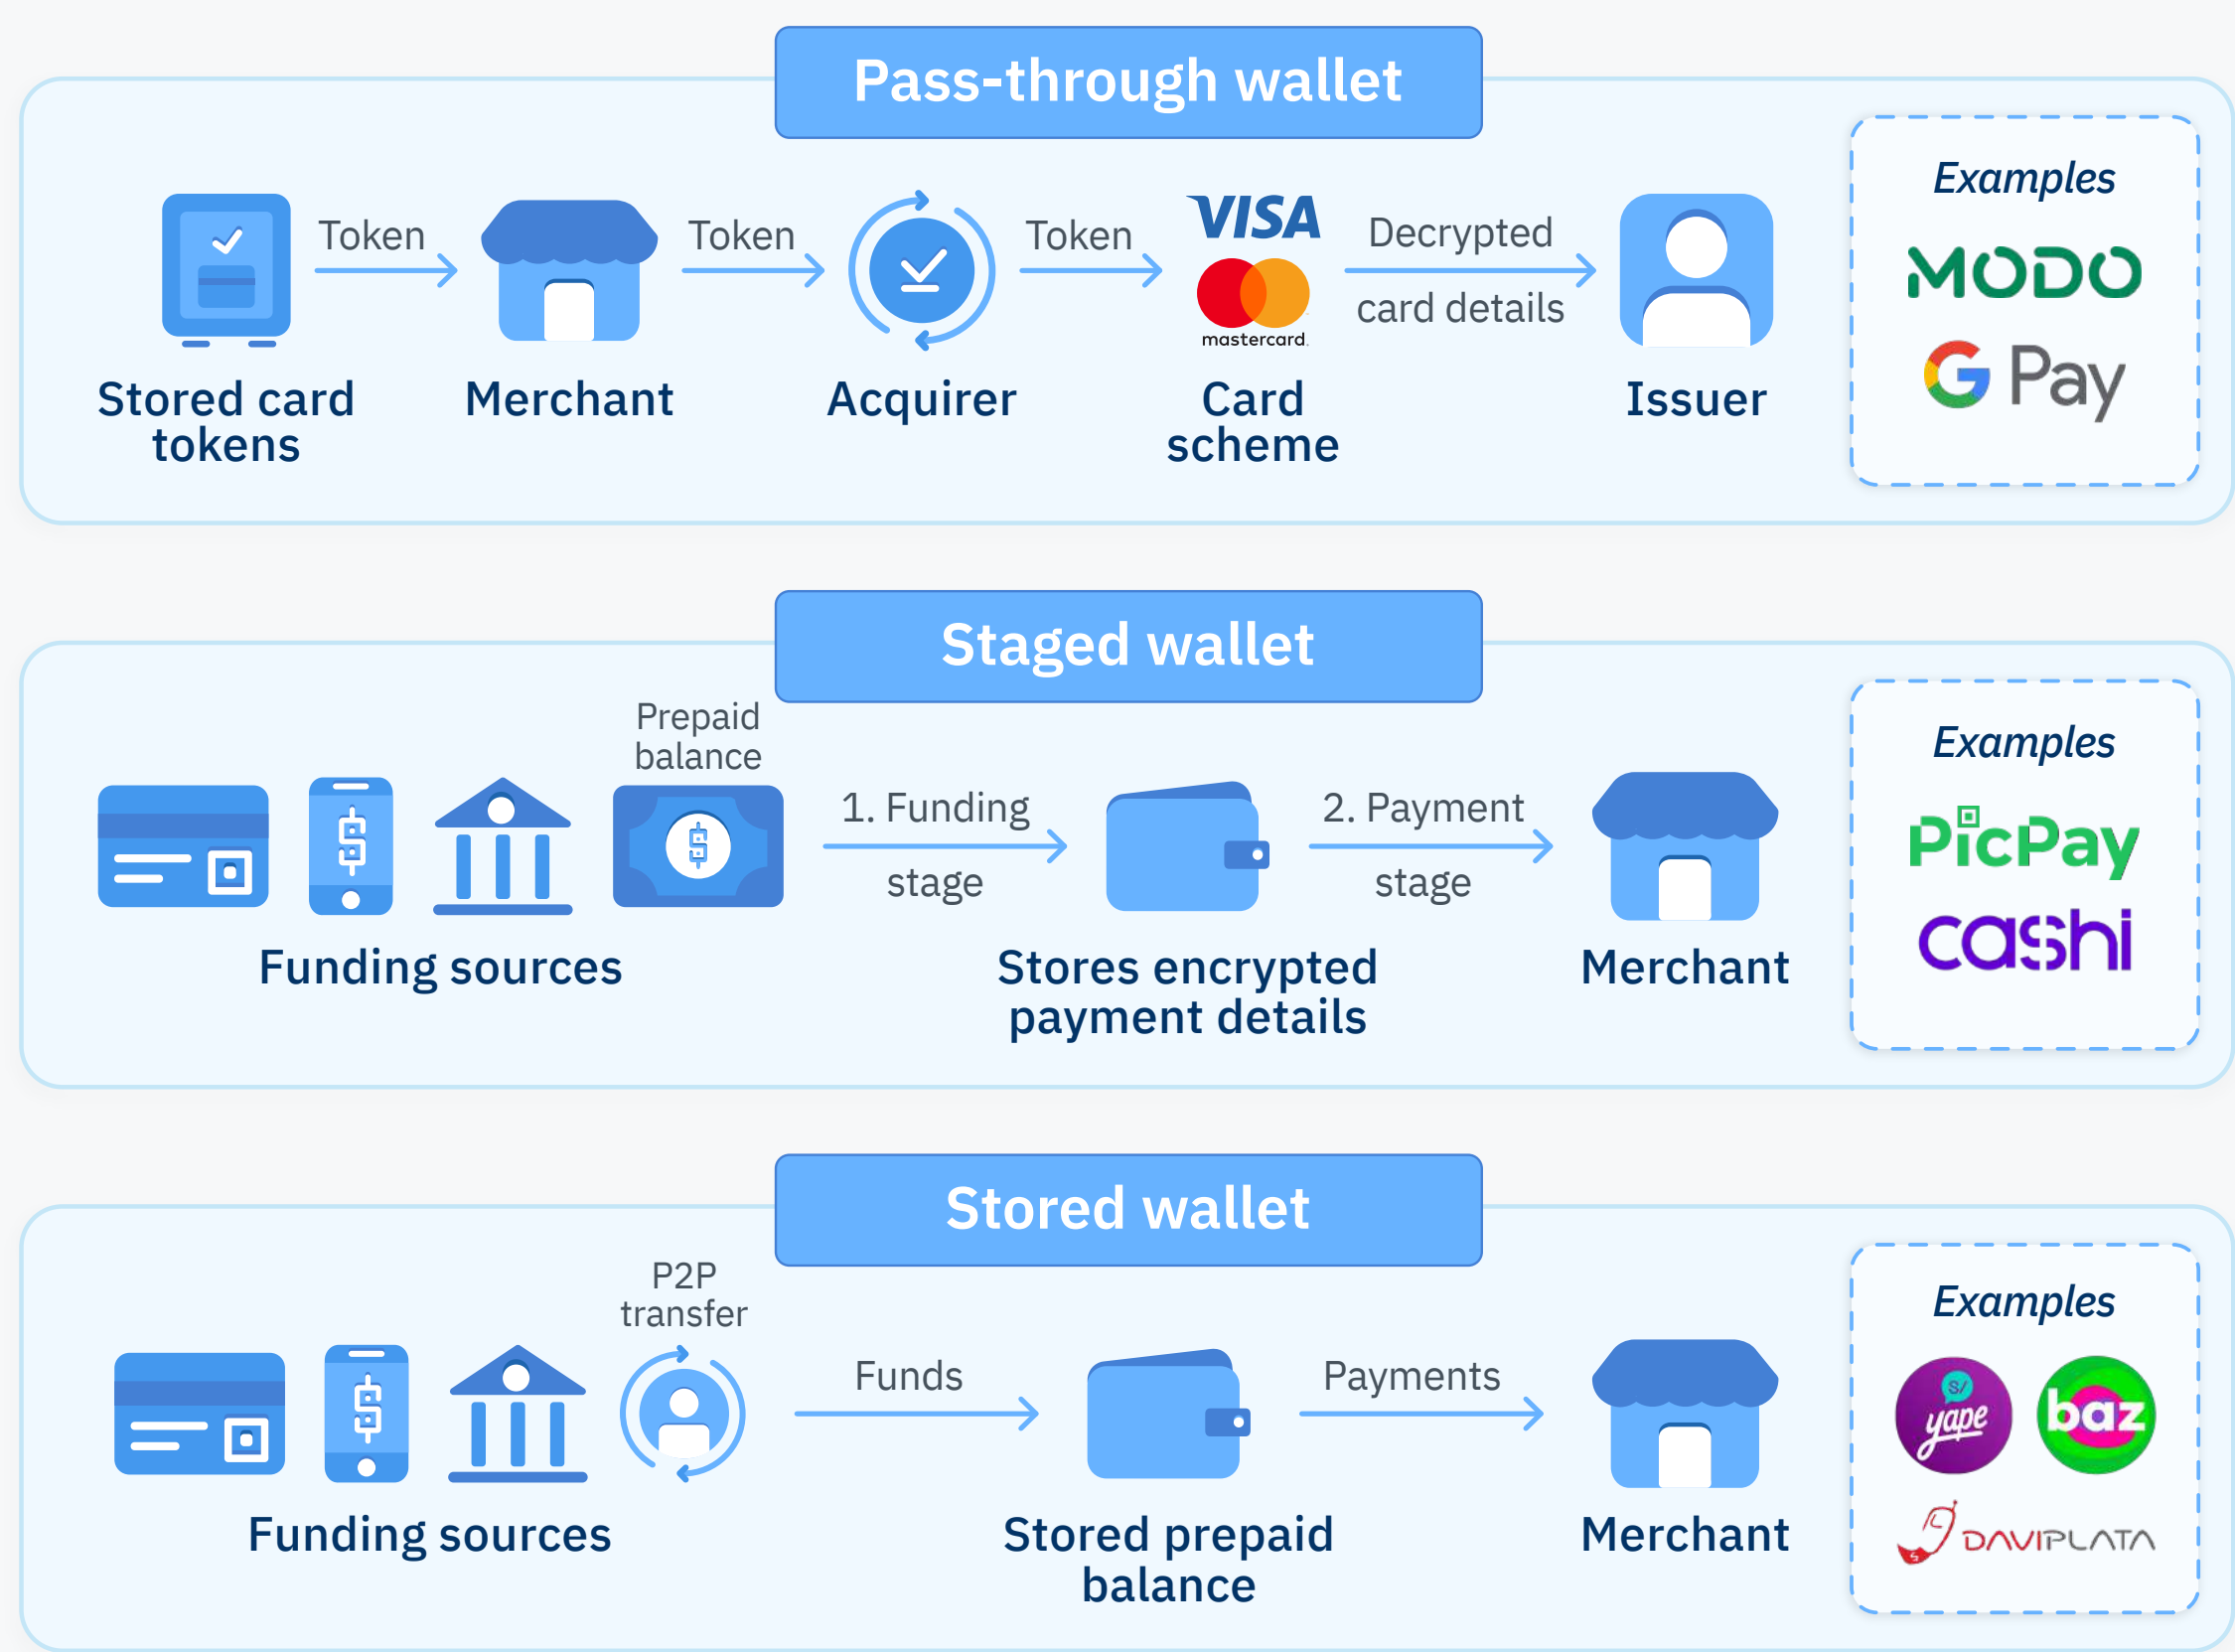 Pass-through wallet
Token
Token
Token
VISA
mastercard.
Decrypted
card details
Stored card
tokens
Merchant
Acquirer
Card
scheme
Issuer
Examples
MODO
G Pay
Staged wallet
Prepaid
balance
1. Funding
stage
2. Payment
stage
Funding sources
Stores encrypted
payment details
Merchant
Examples
PicPay
cashi
Stored wallet
P2P
transfer
Funds
Payments
Funding sources
Stored prepaid
balance
Merchant
Examples
S/
yape
baz
DAVIPLATA